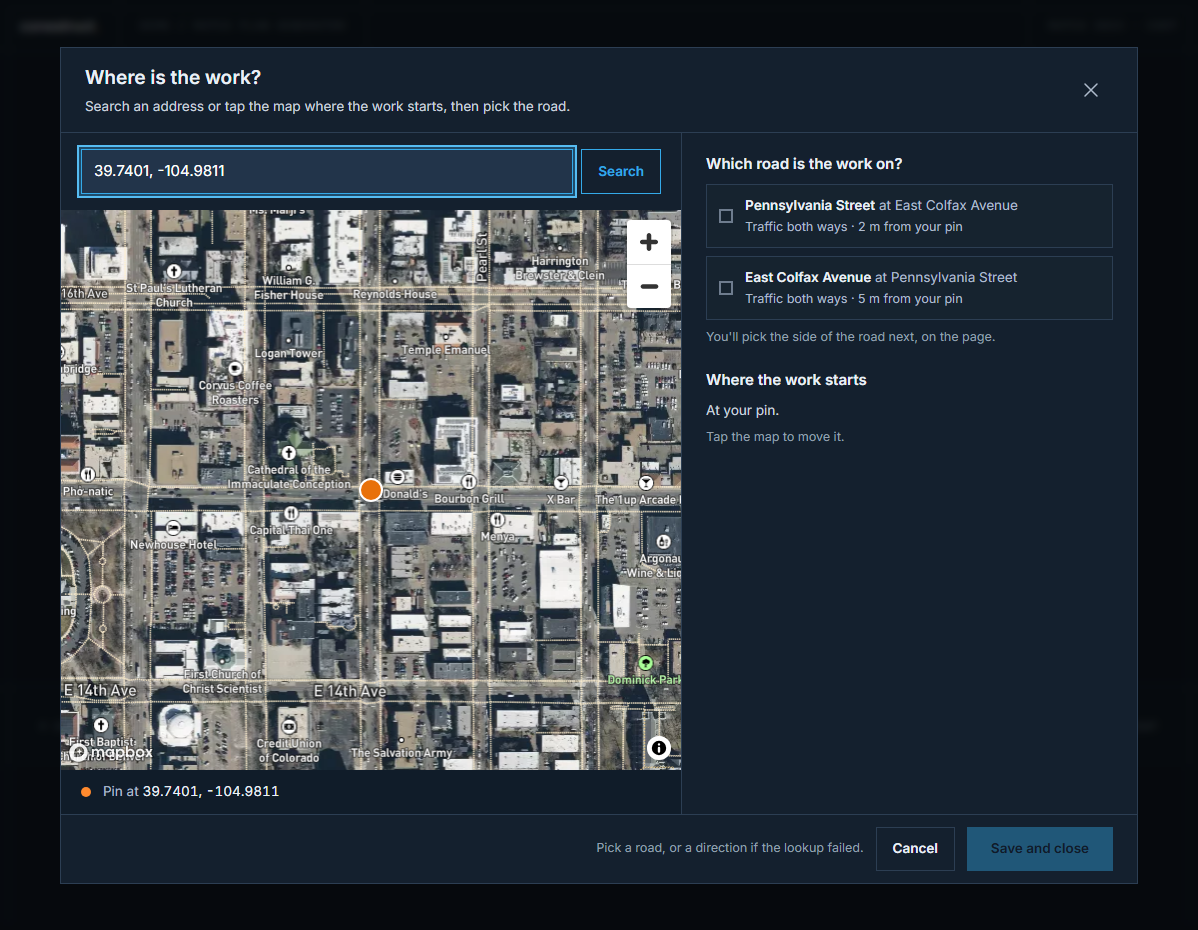 Where is the work?
Search an address or tap the map where the work starts, then pick the road.
39.7401, -104.9811
Search
Pearl St
Harrington
Brewster & Clein
St Paul's Lutheran
Church
William G.
Fisher House
Reynolds House
16th Ave
Logan Tower
Temple Emanuel
Corvus Coffee
Roasters
Cathedral of the
Immaculate Conception
Donald's
Bourbon Grill
X Bar
The 1up Arcade
Pho-natic
Capital Thai One
Newhouse Hotel
Menya
Argonau
Wine & Liq
First Church of
Christ Scientist
Dominick Park
E 14th Ave
E 14th Ave
First Baptist
Credit Union
of Colorado
The Salvation Army
mapbox
Pin at 39.7401, -104.9811
Which road is the work on?
Pennsylvania Street at East Colfax Avenue
Traffic both ways · 2 m from your pin
East Colfax Avenue at Pennsylvania Street
Traffic both ways · 5 m from your pin
You'll pick the side of the road next, on the page.
Where the work starts
At your pin.
Tap the map to move it.
Pick a road, or a direction if the lookup failed.
Cancel
Save and close